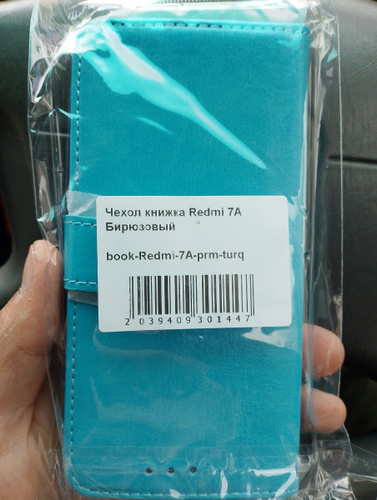 Чехол книжка Redmi 7A
Бирюзовый
book-Redmi-7A-prm-turq
2 039409 301447